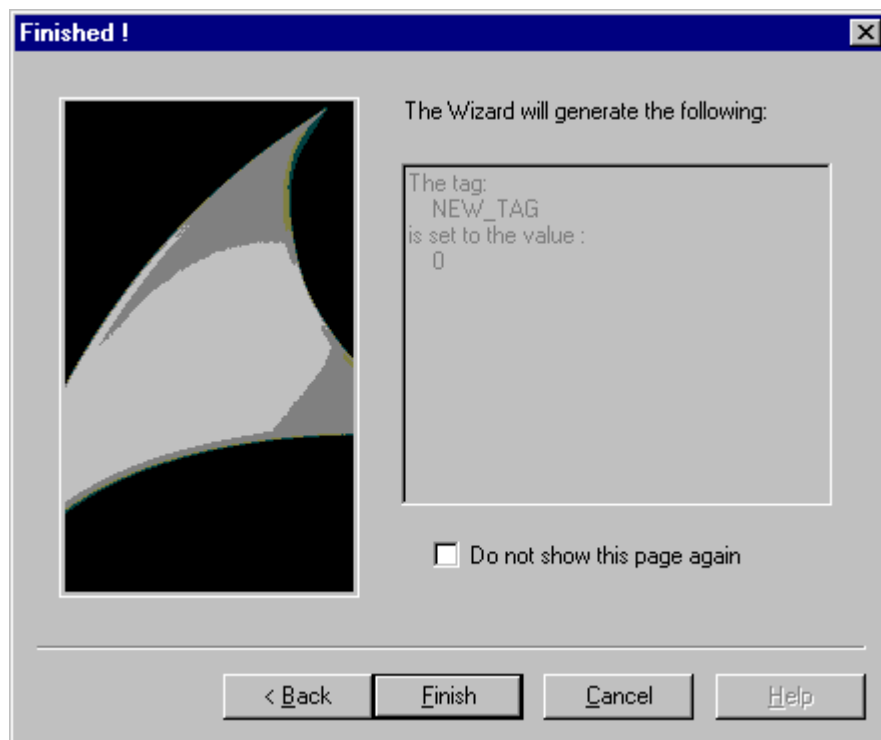 Finished !
The Wizard will generate the following:
The tag:
NEW_TAG
is set to the value :
0
Do not show this page again
< Back
Finish
Cancel
Help